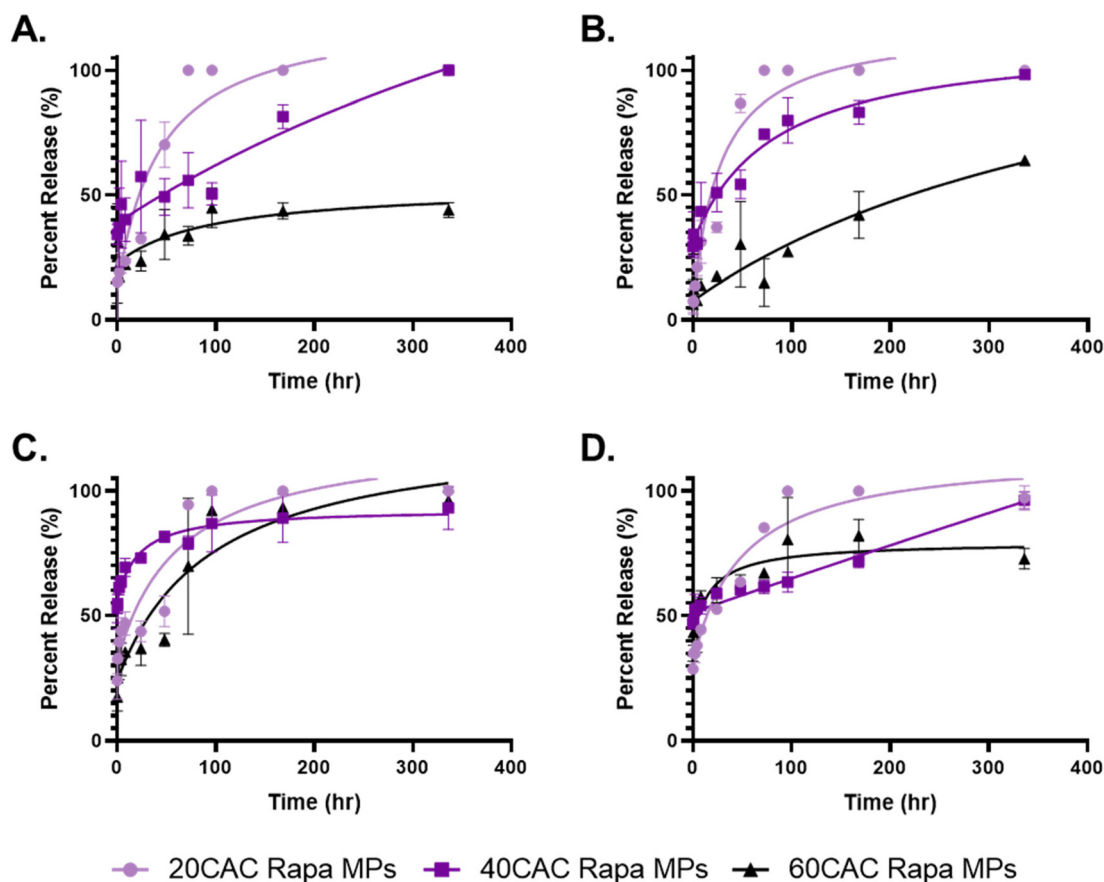 A.
B.
Percent Release (%)
100
50
0
0 100 200 300 400
Time (hr)
Percent Release (%)
100
50
0
0 100 200 300 400
Time (hr)
C.
D.
Percent Release (%)
100
50
0
0 100 200 300 400
Time (hr)
Percent Release (%)
100
50
0
0 100 200 300 400
Time (hr)
20CAC Rapa MPs 40CAC Rapa MPs 60CAC Rapa MPs